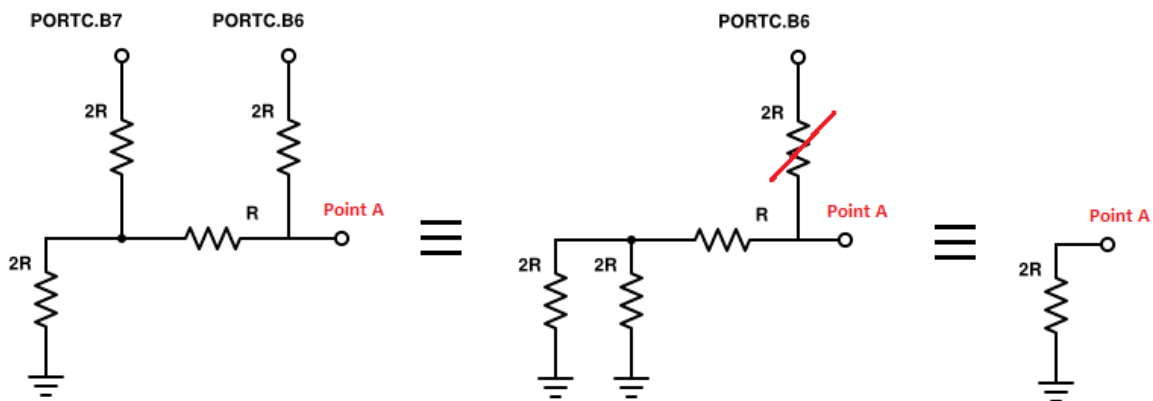 PORTC.B7 PORTC.B6 PORTC.B6
2R 2R 2R
R Point A R Point A Point A
2R 2R 2R 2R